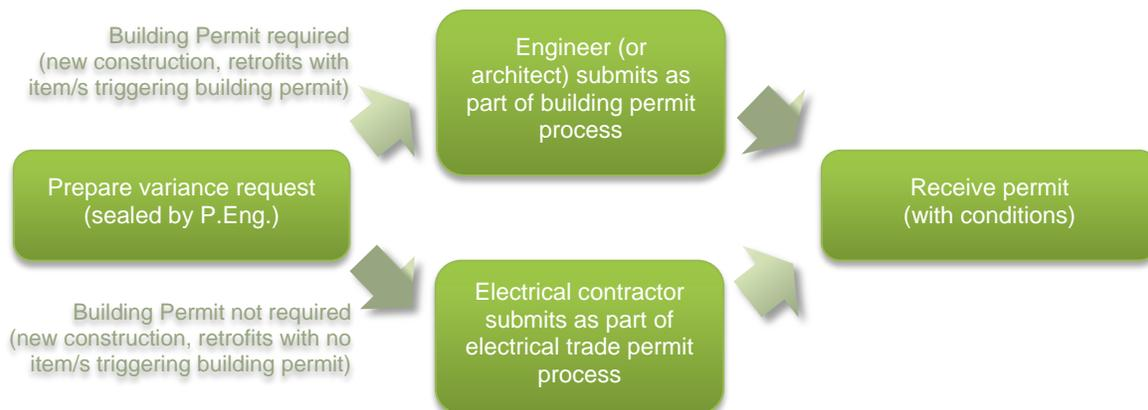 Building Permit required
(new construction, retrofits with
item/s triggering building permit)
Engineer (or
architect) submits as
part of building permit
process
Prepare variance request
(sealed by P.Eng.)
Receive permit
(with conditions)
Building Permit not required
(new construction, retrofits with no
item/s triggering building permit)
Electrical contractor
submits as part of
electrical trade permit
process